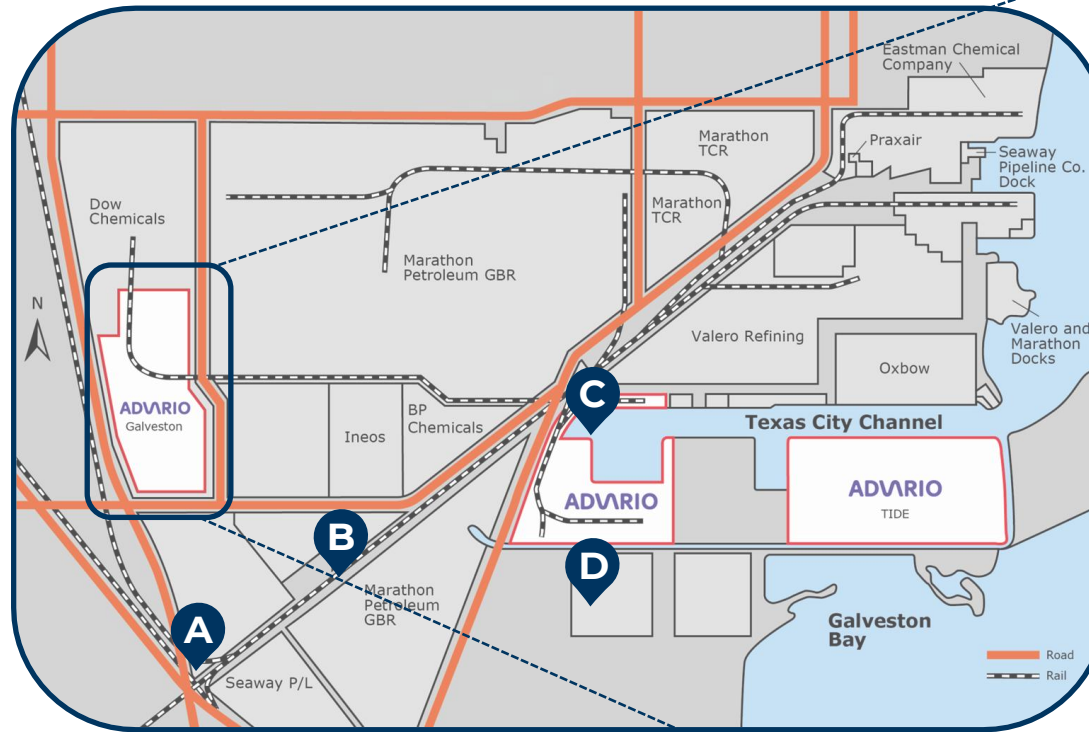 Eastman Chemical
Company
Marathon
TCR
Praxair
Seaway
Pipeline Co.
Dock
Dow
Chemicals
Marathon
TCR
Marathon
Petroleum GBR
N
Valero Refining
Valero and
Marathon
Docks
Oxbow
ADVARIO
Galveston
Ineos
BP
Chemicals
C
Texas City Channel
ADVARIO
ADVARIO
TIDE
B
D
Marathon
Petroleum
GBR
A
Galveston
Bay
Seaway P/L
Road
Rail